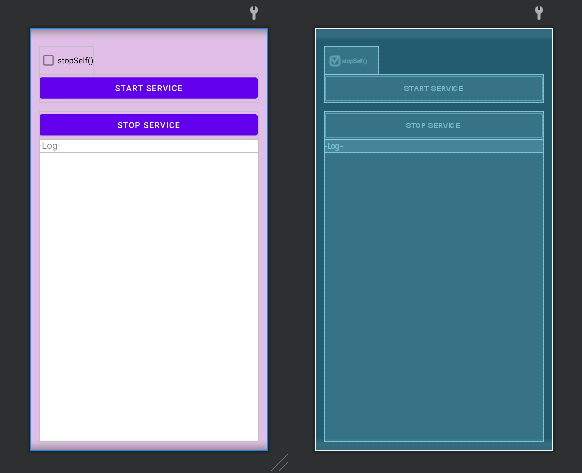 stopSelf()
START SERVICE
STOP SERVICE
-Log-
stopSelf()
START SERVICE
STOP SERVICE
-Log-